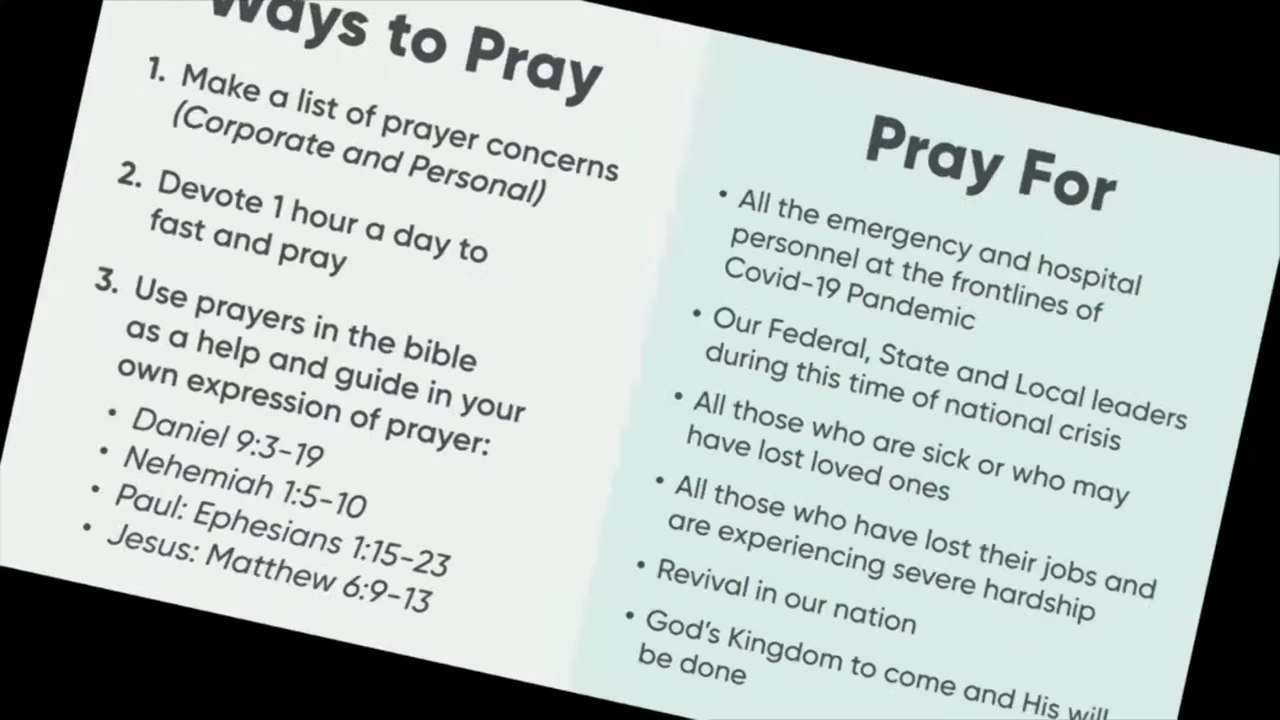 Ways to Pray
1. Make a list of prayer concerns
(Corporate and Personal)
2. Devote 1 hour a day to
fast and pray
3. Use prayers in the bible
as a help and guide in your
own expression of prayer:
• Daniel 9:3-19
• Nehemiah 1:5-10
• Paul: Ephesians 1:15-23
• Jesus: Matthew 6:9-13
Pray For
• All the emergency and hospital
personnel at the frontlines of
Covid-19 Pandemic
• Our Federal, State and Local leaders
during this time of national crisis
• All those who are sick or who may
have lost loved ones
• All those who have lost their jobs and
are experiencing severe hardship
• Revival in our nation
• God's Kingdom to come and His will
be done